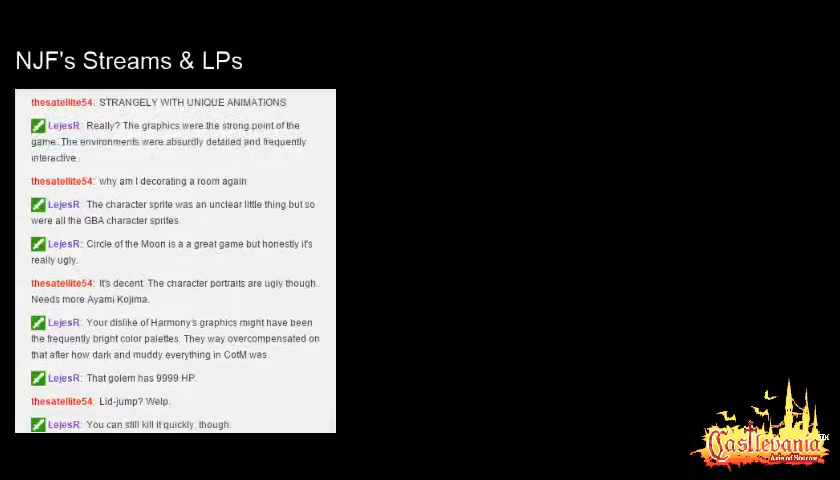 NJF's Streams & LPs
thesatellite54: STRANGELY WITH UNIQUE ANIMATIONS
LejesR: Really? The graphics were the strong point of the
game. The environments were absurdly detailed and frequently
interactive.
thesatellite54: why am I decorating a room again
LejesR: The character sprite was an unclear little thing but so
were all the GBA character sprites.
LejesR: Circle of the Moon is a a great game but honestly it's
really ugly.
thesatellite54: It's decent. The character portraits are ugly though.
Needs more Ayami Kojima.
LejesR: Your dislike of Harmony's graphics might have been
the frequently bright color palettes. They way overcompensated on
that after how dark and muddy everything in CotM was
LejesR: That golem has 9999 HP.
thesatellite54: Lid-jump? Welp.
LejesR: You can still kill it quickly, though.
Castlevania TM
Aria of Sorrow